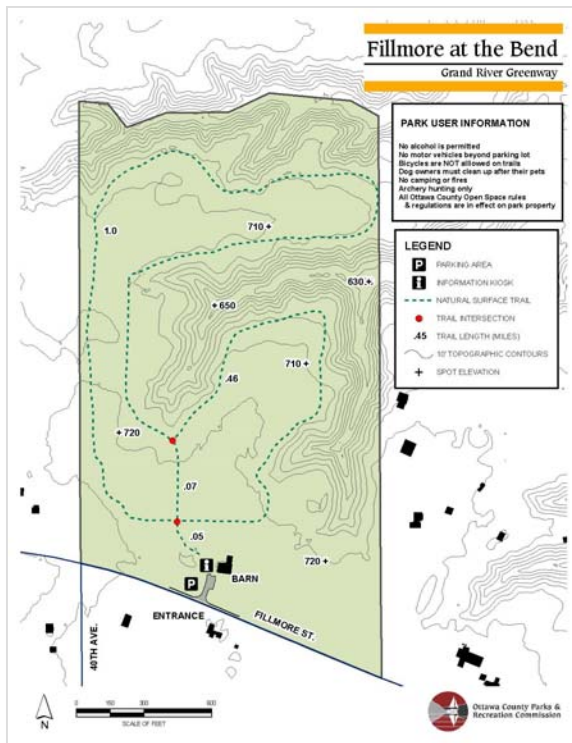 Fillmore at the Bend
Grand River Greenway
PARK USER INFORMATION
No alcohol is permitted
No motor vehicles beyond parking lot
Bicycles are NOT allowed on trails
Dog owners must clean up after their pets
No camping or fires
Archery hunting only
All Ottawa County Open Space rules
& regulations are in effect on park property
LEGEND
P PARKING AREA
INFORMATION KIOSK
NATURAL SURFACE TRAIL
TRAIL INTERSECTION
.45 TRAIL LENGTH (MILES)
10' TOPOGRAPHIC CONTOURS
+ SPOT ELEVATION
1.0
710 +
630 +
+ 650
710 +
.46
+ 720
.07
.05
720 +
BARN
P
ENTRANCE
FILLMORE ST.
40TH AVE.
N
0 150 300 600
SCALE OF FEET
Ottawa County Parks &
Recreation Commission